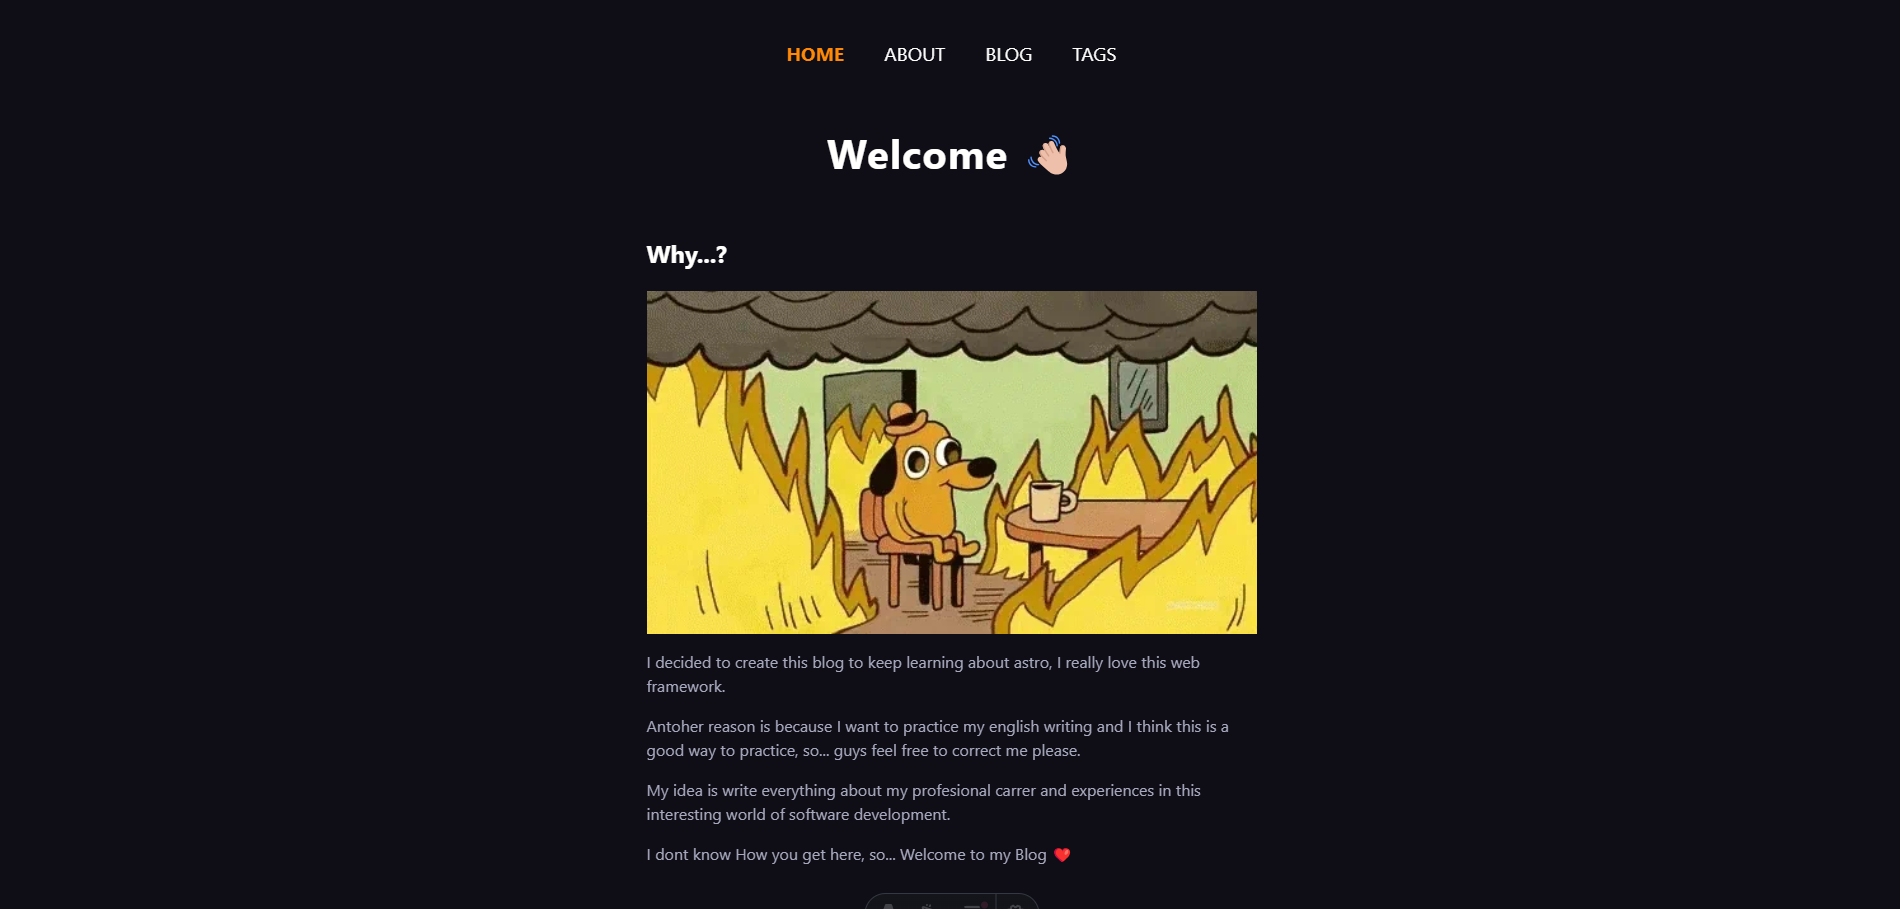 HOME ABOUT BLOG TAGS
Welcome 👋🏻
Why...?
I decided to create this blog to keep learning about astro, I really love this web
framework.
Antoher reason is because I want to practice my english writing and I think this is a
good way to practice, so... guys feel free to correct me please.
My idea is write everything about my profesional carrer and experiences in this
interesting world of software development.
I dont know How you get here, so... Welcome to my Blog ❤️